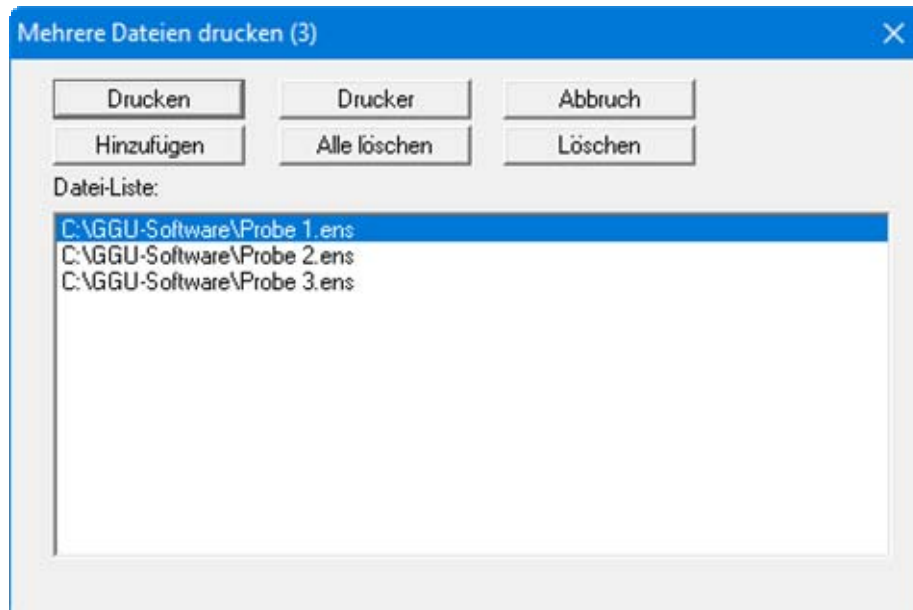 Mehrere Dateien drucken (3)
Drucken Drucker Abbruch
Hinzufügen Alle löschen Löschen
Datei-Liste:
C:\GGU-Software\Probe 1.ens
C:\GGU-Software\Probe 2.ens
C:\GGU-Software\Probe 3.ens